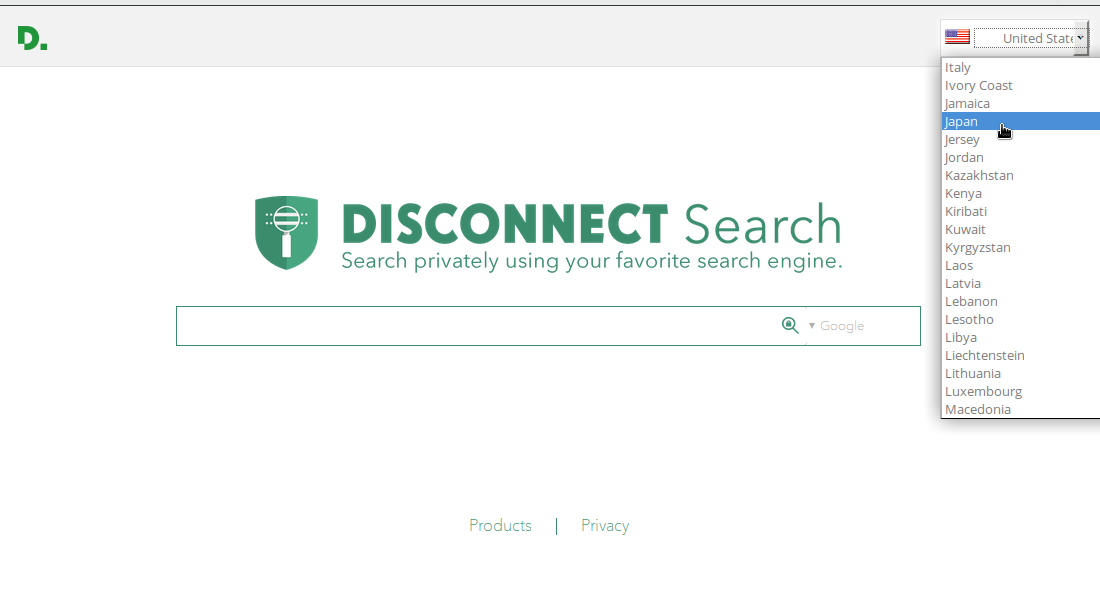 D.
United State
Italy
Ivory Coast
Jamaica
Japan
Jersey
Jordan
Kazakhstan
Kenya
Kiribati
Kuwait
Kyrgyzstan
Laos
Latvia
Lebanon
Lesotho
Libya
Liechtenstein
Lithuania
Luxembourg
Macedonia
DISCONNECT Search
Search privately using your favorite search engine.
Google
Products | Privacy